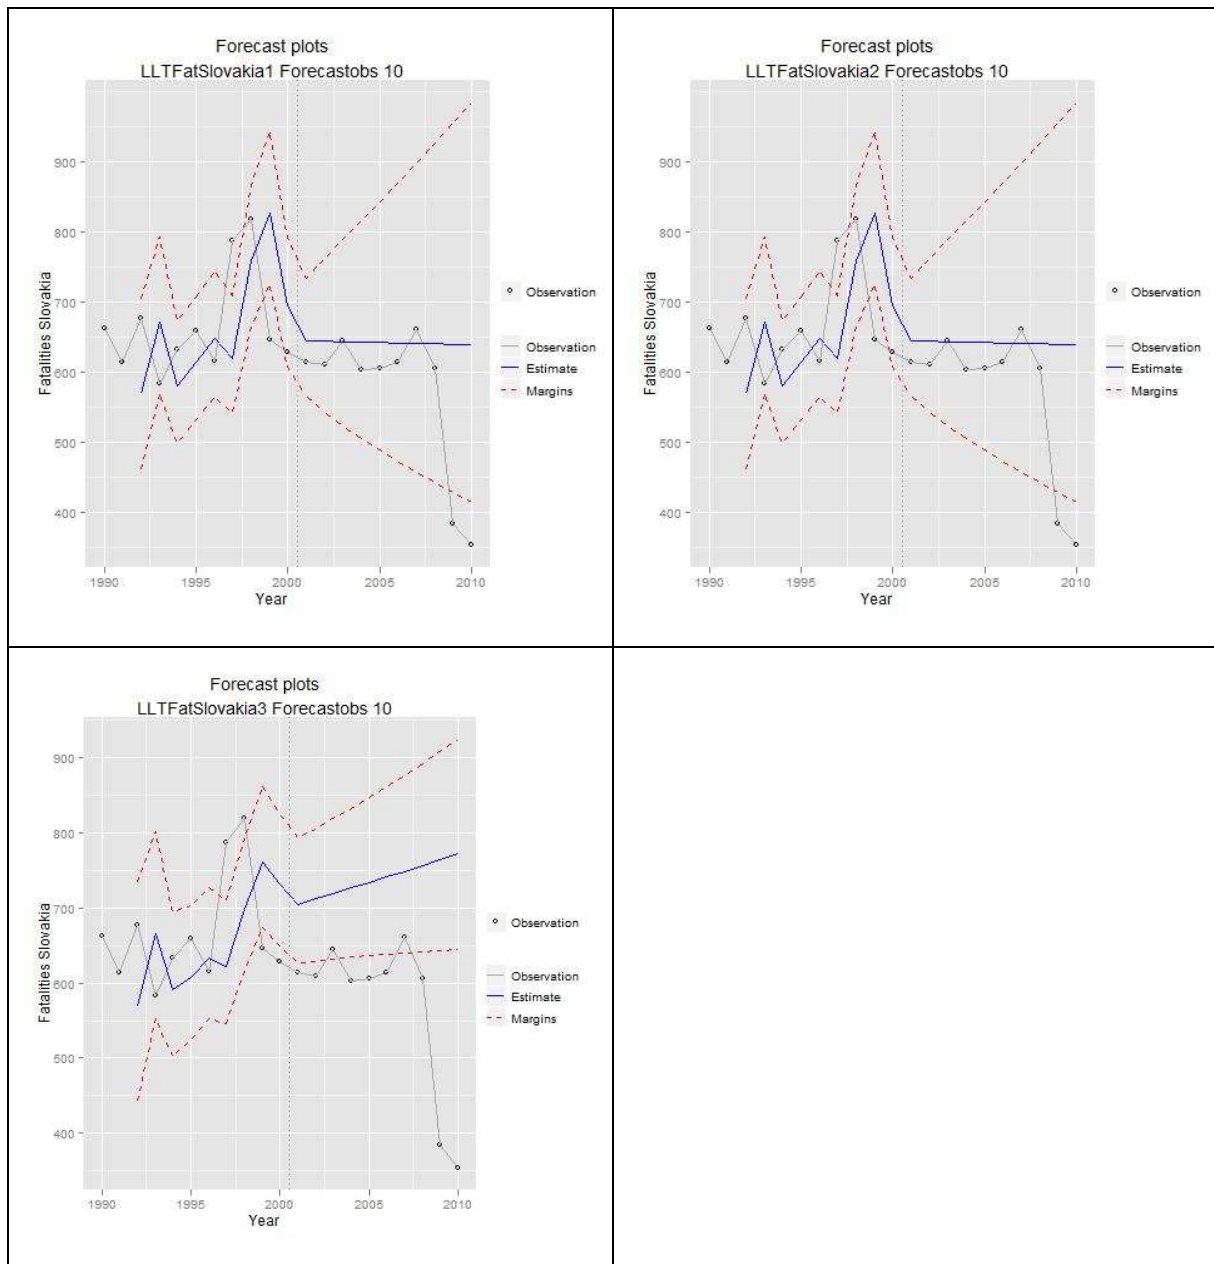 Forecast plots
LLTFatSlovakia1 Forecastobs 10
Fatalities Slovakia
900
800
700
600
500
400
1990 1995 2000 2005 2010
Year
Observation
Observation
Estimate
Margins
Forecast plots
LLTFatSlovakia2 Forecastobs 10
Fatalities Slovakia
900
800
700
600
500
400
1990 1995 2000 2005 2010
Year
Observation
Observation
Estimate
Margins
Forecast plots
LLTFatSlovakia3 Forecastobs 10
Fatalities Slovakia
900
800
700
600
500
400
1990 1995 2000 2005 2010
Year
Observation
Observation
Estimate
Margins